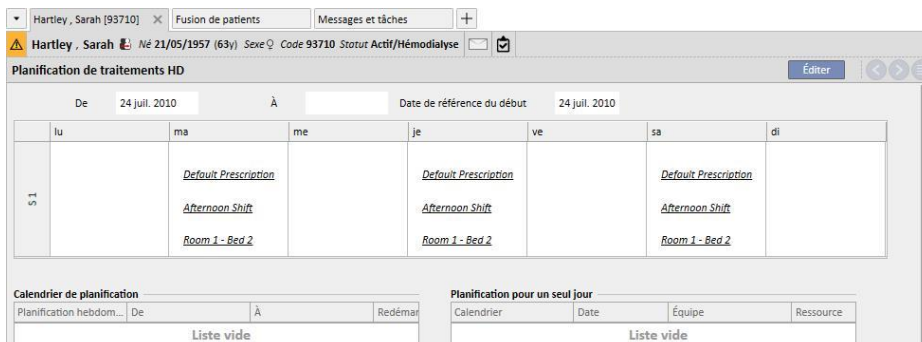 Hartley , Sarah [93710] Fusion de patients Messages et tâches
Hartley , Sarah Né 21/05/1957 (63y) Sexe Code 93710 Statut Actif/Hémodialyse
Planification de traitements HD Éditer
De 24 juil. 2010 À Date de référence du début 24 juil. 2010
lu ma me je ve sa di
S 1
Default Prescription Default Prescription Default Prescription
Afternoon Shift Afternoon Shift Afternoon Shift
Room 1 - Bed 2 Room 1 - Bed 2 Room 1 - Bed 2
Calendrier de planification Planification pour un seul jour
Planification hebdom... De À Redémar Calendrier Date Équipe Ressource
Liste vide Liste vide